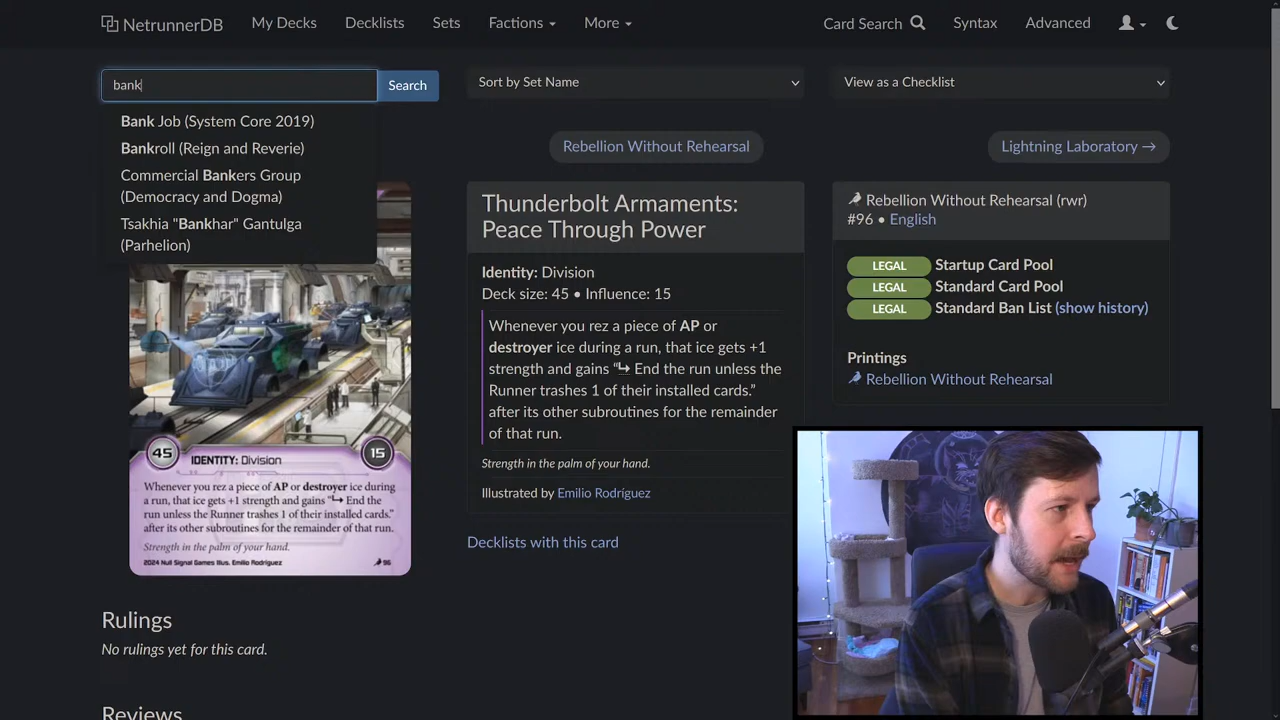 NetrunnerDB My Decks Decklists Sets Factions More Card Search Syntax Advanced
bank Search Sort by Set Name View as a Checklist
Bank Job (System Core 2019)
Bankroll (Reign and Reverie)
Commercial Bankers Group
(Democracy and Dogma)
Tsakhia "Bankhar" Gantulga
(Parhelion)
Rebellion Without Rehearsal Lightning Laboratory →
45 IDENTITY: Division 15
Whenever you rez a piece of AP or destroyer ice during
a run, that ice gets +1 strength and gains “↳ End the
run unless the Runner trashes 1 of their installed cards.”
after its other subroutines for the remainder of that run.
Strength in the palm of your hand.
2024 Null Signal Games Illus. Emilio Rodríguez 96
Thunderbolt Armaments:
Peace Through Power
Identity: Division
Deck size: 45 • Influence: 15
Whenever you rez a piece of AP or
destroyer ice during a run, that ice gets +1
strength and gains “↳ End the run unless the
Runner trashes 1 of their installed cards.”
after its other subroutines for the remainder
of that run.
Strength in the palm of your hand.
Illustrated by Emilio Rodríguez
Decklists with this card
Rebellion Without Rehearsal (rwr)
#96 • English
LEGAL Startup Card Pool
LEGAL Standard Card Pool
LEGAL Standard Ban List (show history)
Printings
Rebellion Without Rehearsal
Rulings
No rulings yet for this card.
Reviews